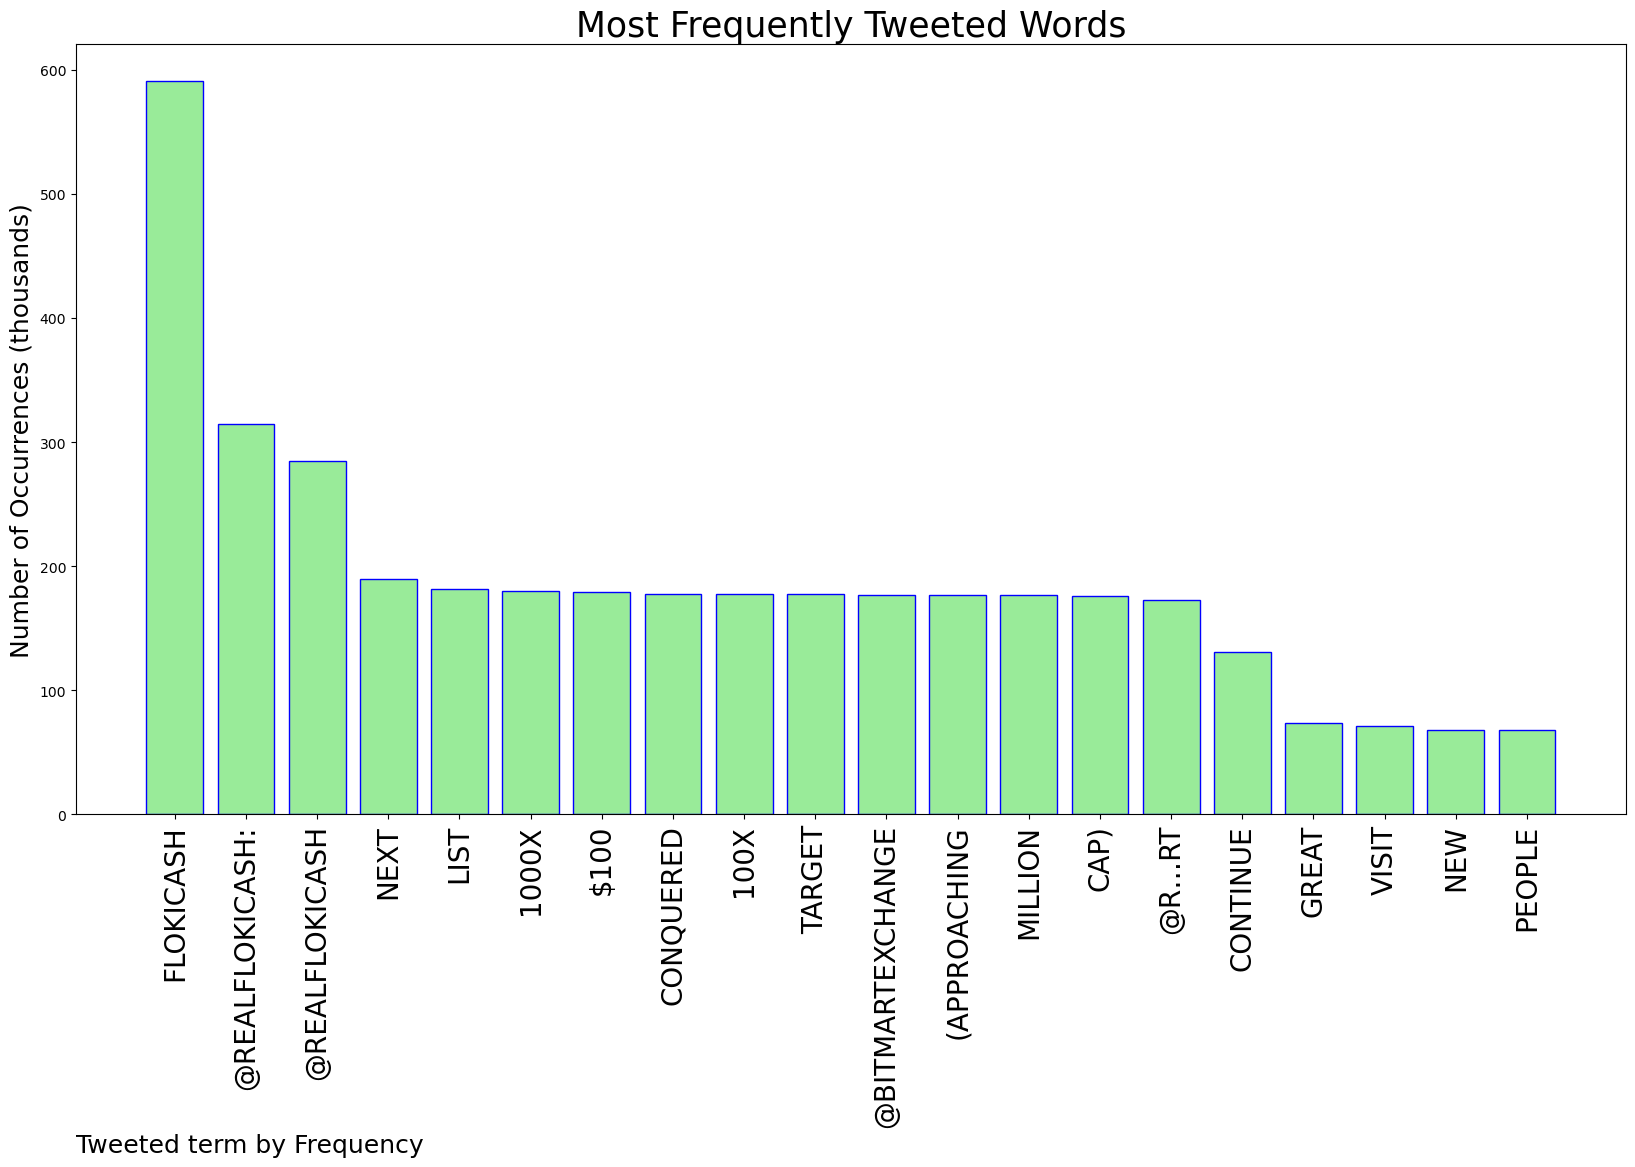 Most Frequently Tweeted Words
Number of Occurrences (thousands)
600
500
400
300
200
100
0
FLOKICASH
@REALFLOKICASH:
@REALFLOKICASH
NEXT
LIST
1000X
$100
CONQUERED
100X
TARGET
@BITMARTEXCHANGE
(APPROACHING
MILLION
CAP)
@R....RT
CONTINUE
GREAT
VISIT
NEW
PEOPLE
Tweeted term by Frequency